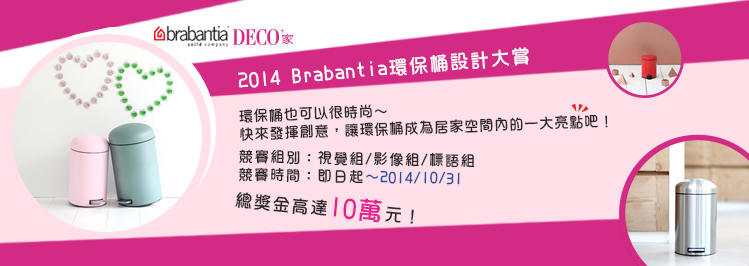 brabantia
solid company
DECO+家
2014 Brabantia環保桶設計大賞
環保桶也可以很時尚～
快來發揮創意，讓環保桶成為居家空間內的一大亮點吧！
競賽組別：視覺組/影像組/標語組
競賽時間：即日起～2014/10/31
總獎金高達10萬元！